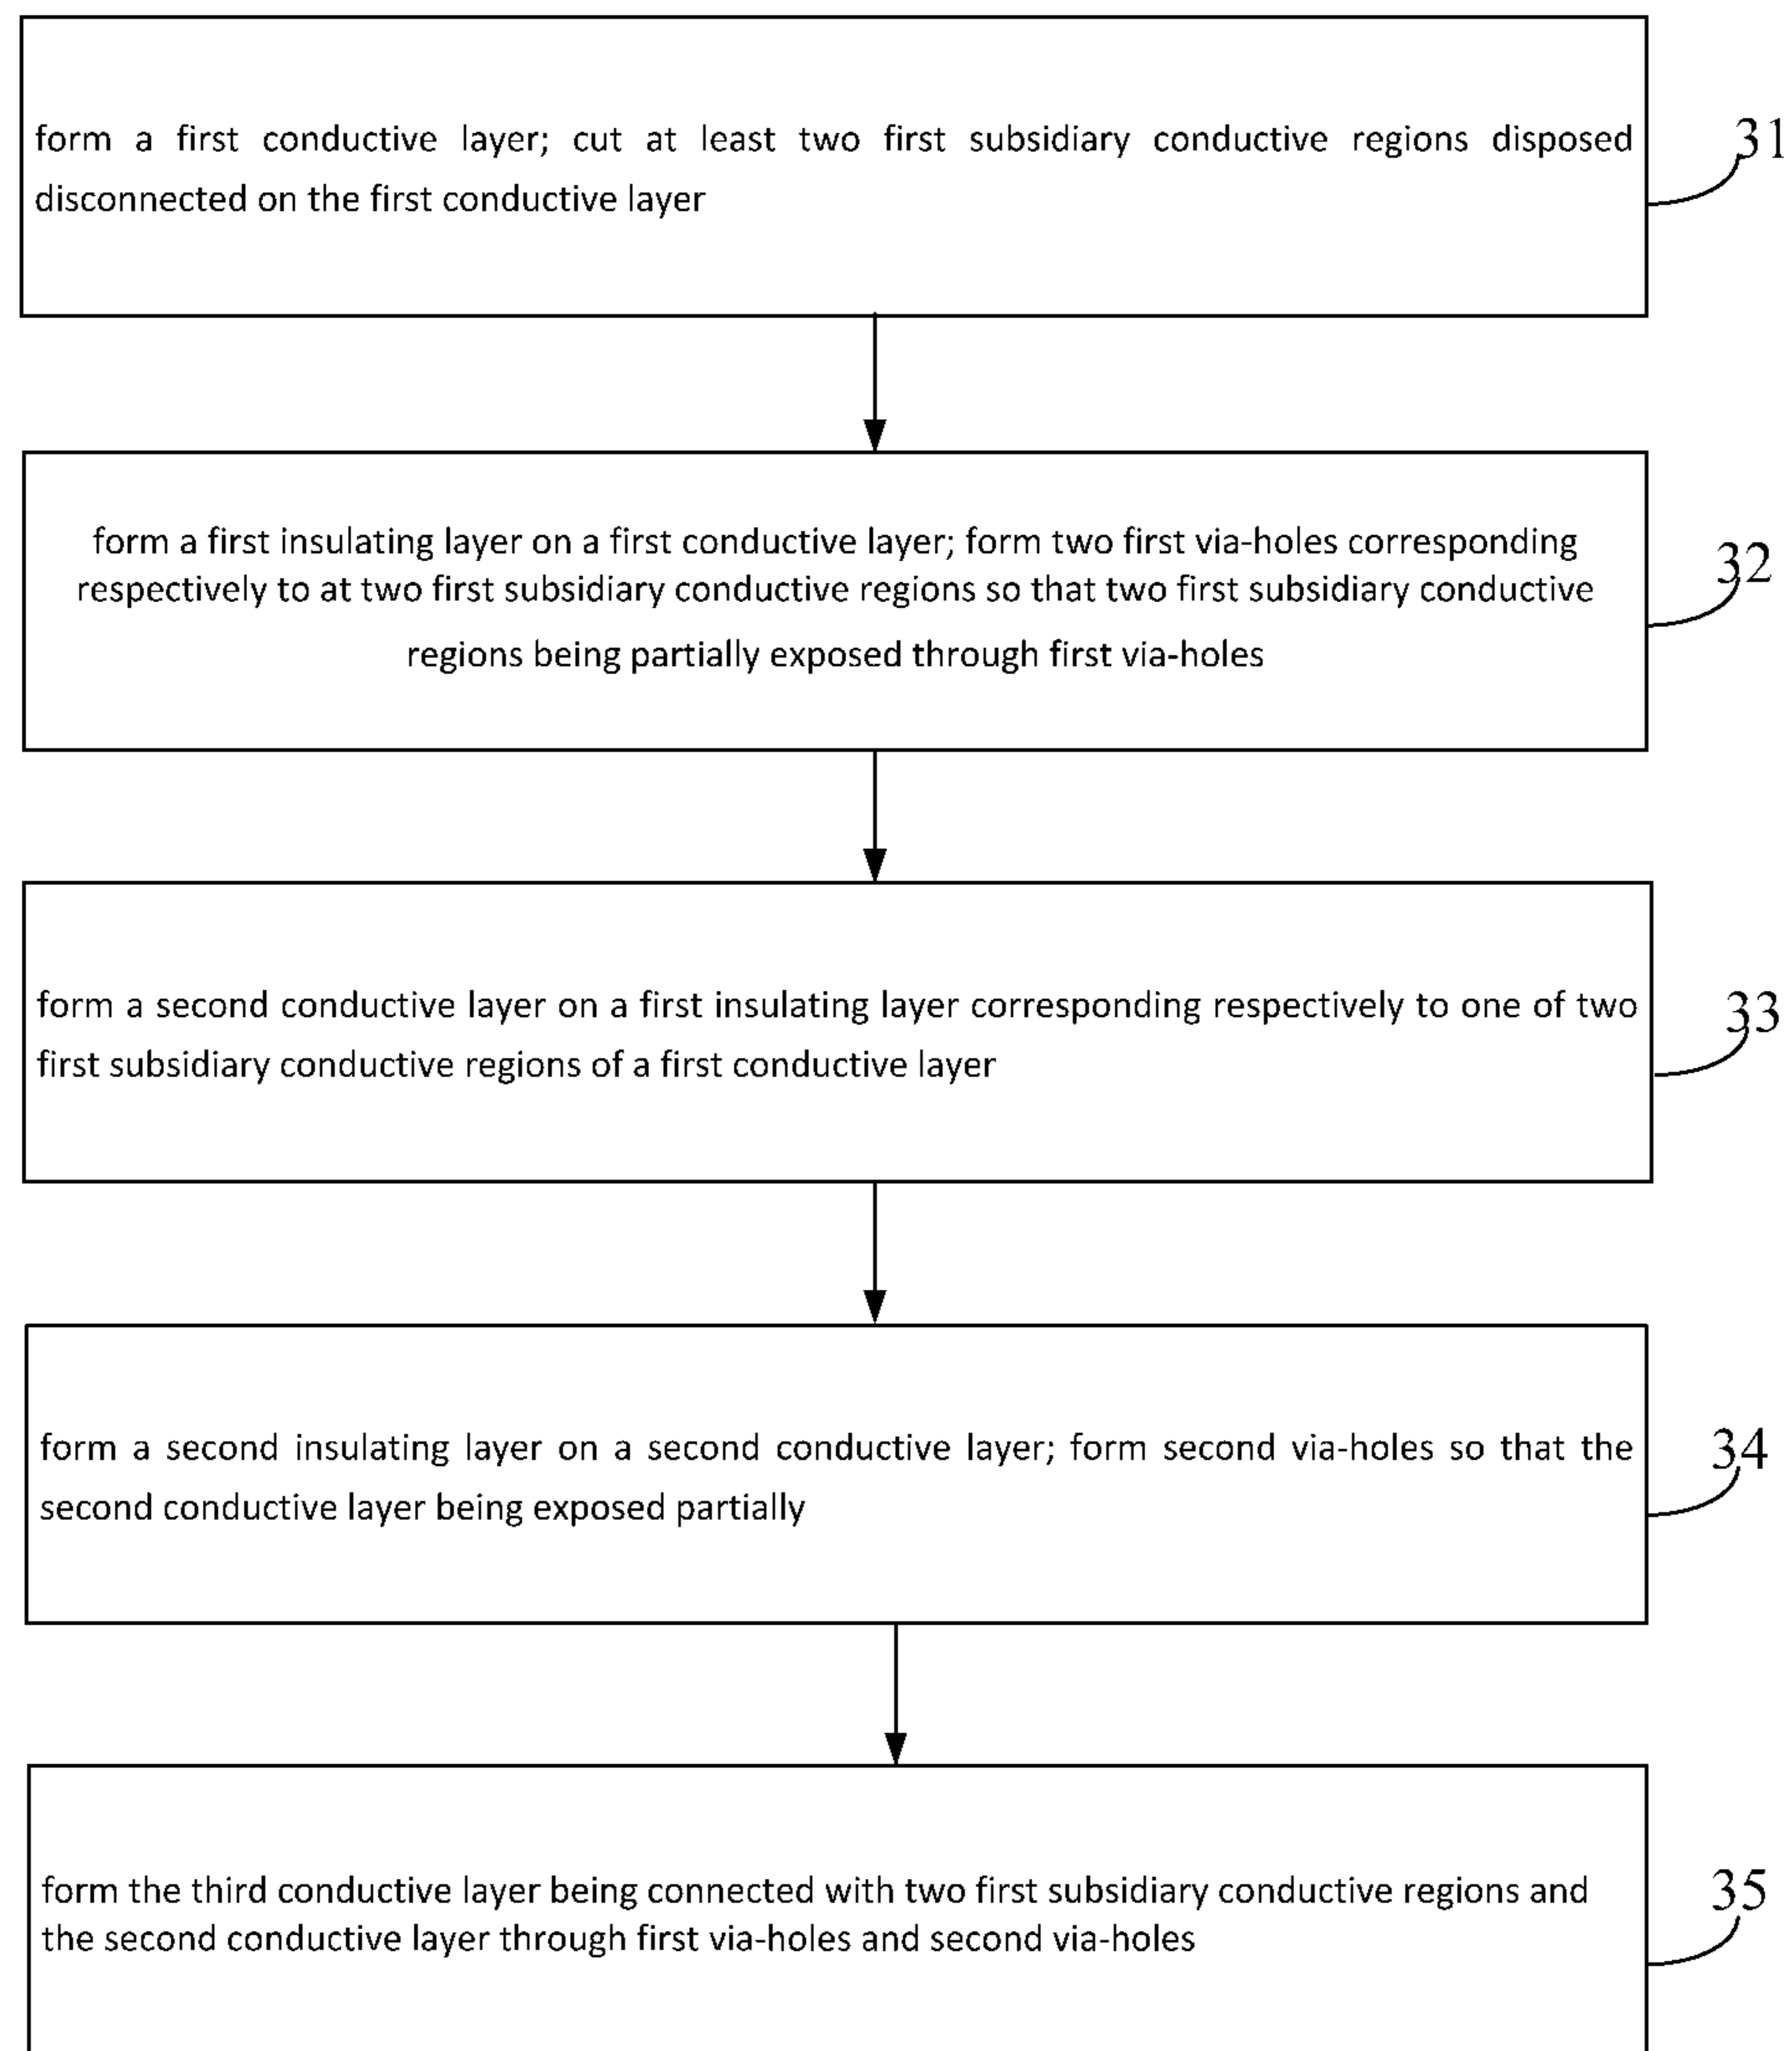 form a first conductive layer; cut at least two first subsidiary conductive regions disposed
disconnected on the first conductive layer
31
form a first insulating layer on a first conductive layer; form two first via-holes corresponding
respectively to at two first subsidiary conductive regions so that two first subsidiary conductive
regions being partially exposed through first via-holes
32
form a second conductive layer on a first insulating layer corresponding respectively to one of two
first subsidiary conductive regions of a first conductive layer
33
form a second insulating layer on a second conductive layer; form second via-holes so that the
second conductive layer being exposed partially
34
form the third conductive layer being connected with two first subsidiary conductive regions and
the second conductive layer through first via-holes and second via-holes
35